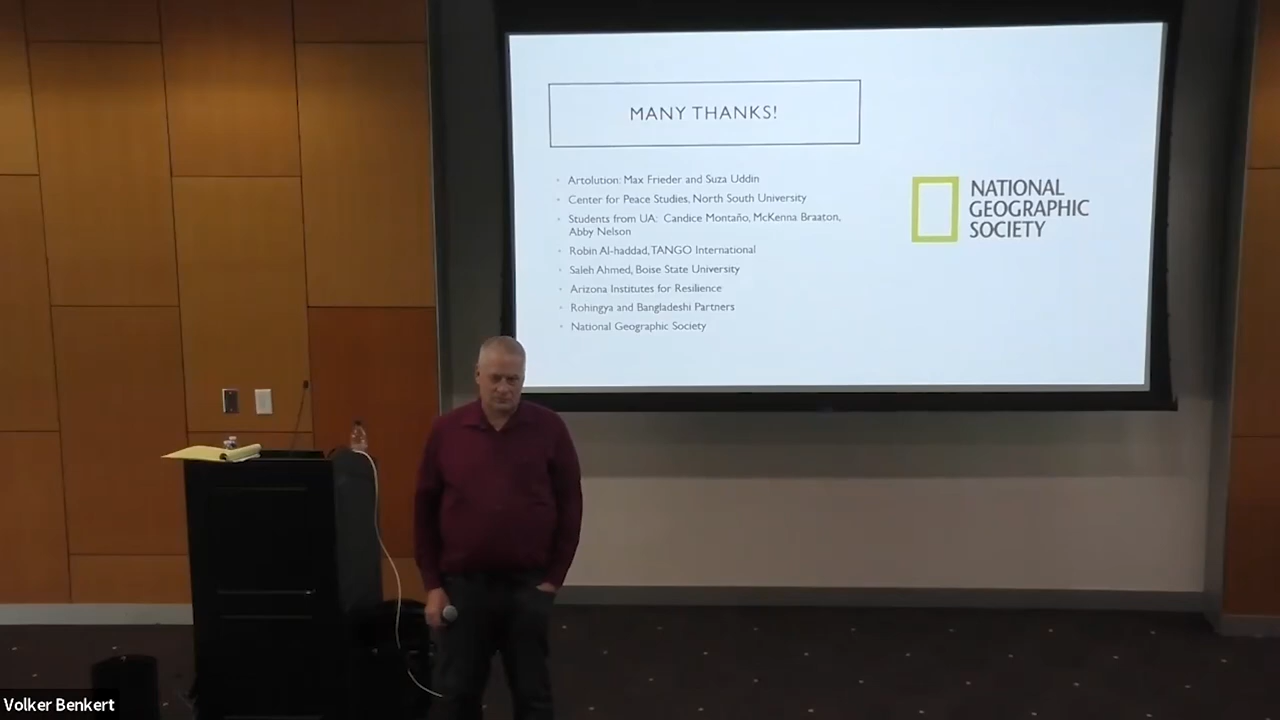 MANY THANKS!
• Artolution: Max Frieder and Suza Uddin
• Center for Peace Studies, North South University
• Students from UA: Candice Montaño, McKenna Braaton,
Abby Nelson
• Robin Al-haddad, TANGO International
• Saleh Ahmed, Boise State University
• Arizona Institutes for Resilience
• Rohingya and Bangladeshi Partners
• National Geographic Society
NATIONAL
GEOGRAPHIC
SOCIETY
Volker Benkert